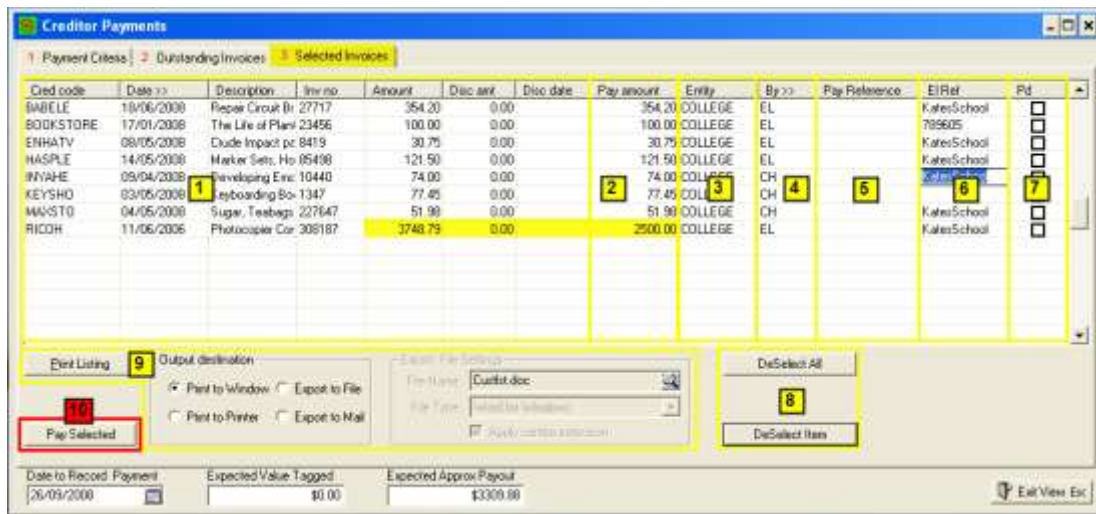 Creditor Payments
1 Payment Criteria 2 Outstanding Invoices 3 Selected Invoices
Cred code Date >> Description Inv no Amount Disc amt Disc date Pay amount Entity By >> Pay Reference El Ref Pd
BABELE 18/06/2008 Repair Circuit Br 27717 354.20 0.00 354.20 COLLEGE EL KatesSchool
BOOKSTORE 17/01/2008 The Life of Plant 23456 100.00 0.00 100.00 COLLEGE EL 789605
ENHATV 08/05/2008 Crude Impact 8419 30.75 0.00 30.75 COLLEGE EL KatesSchool
HASPLE 14/05/2008 Marker Sets, Ho 85498 121.50 0.00 121.50 COLLEGE EL KatesSchool
INYAHE 09/04/2008 Developing Emo 10440 74.00 0.00 74.00 COLLEGE CH KatesSchool
KEYSHO 03/05/2008 Keyboarding Bo 1347 77.45 0.00 77.45 COLLEGE CH
MAXSTO 04/05/2008 Sugar, Teabags 227647 51.98 0.00 51.98 COLLEGE CH KatesSchool
RICOH 11/06/2006 Photocopier Con 308187 3748.79 0.00 2500.00 COLLEGE EL KatesSchool
1 2 3 4 5 6 7
Print Listing 9 Output destination Export File Settings DeSelect All
Print to Window Export to File File Name Custlist.doc
Print to Printer Export to Mail File Type 8
10
Pay Selected Apply DeSelect Item
Date to Record Payment Expected Value Tagged Expected Approx Payout
26/09/2008 $0.00 $3309.88 Exit View Esc